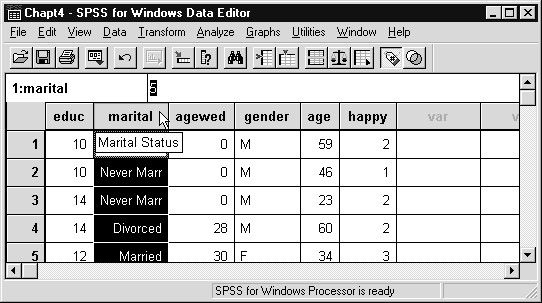 Chapt4 - SPSS for Windows Data Editor
File Edit View Data Transform Analyze Graphs Utilities Window Help
1:marital 5
educ marital agewed gender age happy var
1 10 Marital Status 0 M 59 2
2 10 Never Marr 0 M 46 1
3 14 Never Marr 0 M 23 2
4 14 Divorced 28 M 60 2
5 12 Married 30 F 34 3
SPSS for Windows Processor is ready